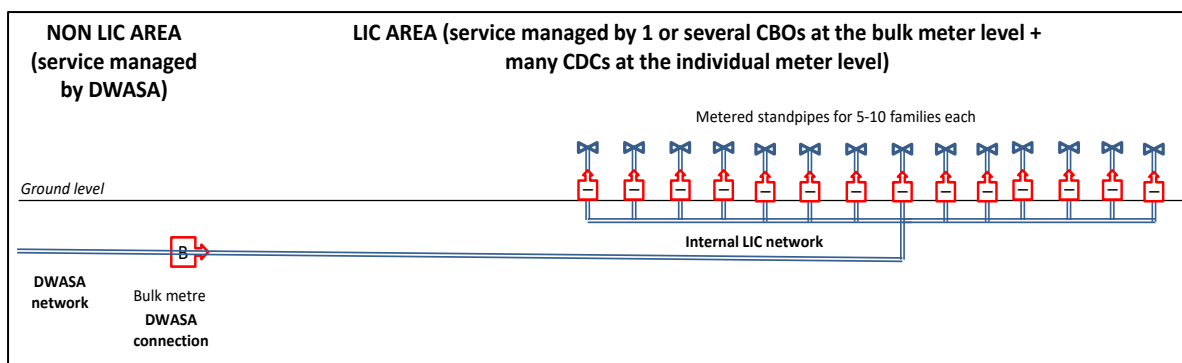 NON LIC AREA
(service managed
by DWASA)
LIC AREA (service managed by 1 or several CBOs at the bulk meter level +
many CDCs at the individual meter level)
Metered standpipes for 5-10 families each
Ground level
Internal LIC network
B
DWASA
network
Bulk metre
DWASA
connection